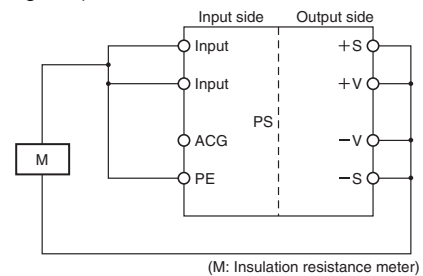 Input side Output side
Input +S
Input +V
PS
ACG −V
M
PE −S
(M: Insulation resistance meter)